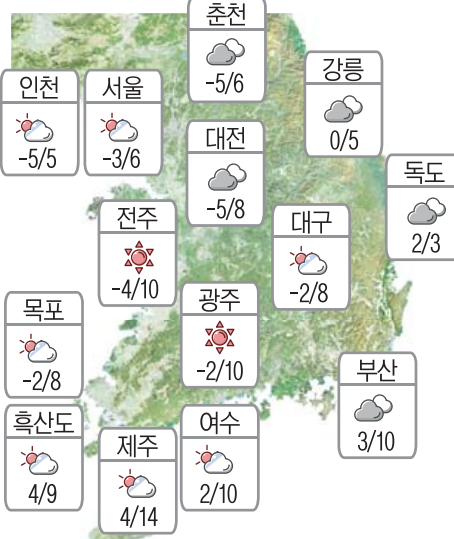 춘천
-5/6
강릉
0/5
인천
-5/5
서울
-3/6
대전
-5/8
독도
2/3
전주
-4/10
대구
-2/8
광주
-2/10
목포
-2/8
부산
3/10
흑산도
4/9
여수
2/10
제주
4/14